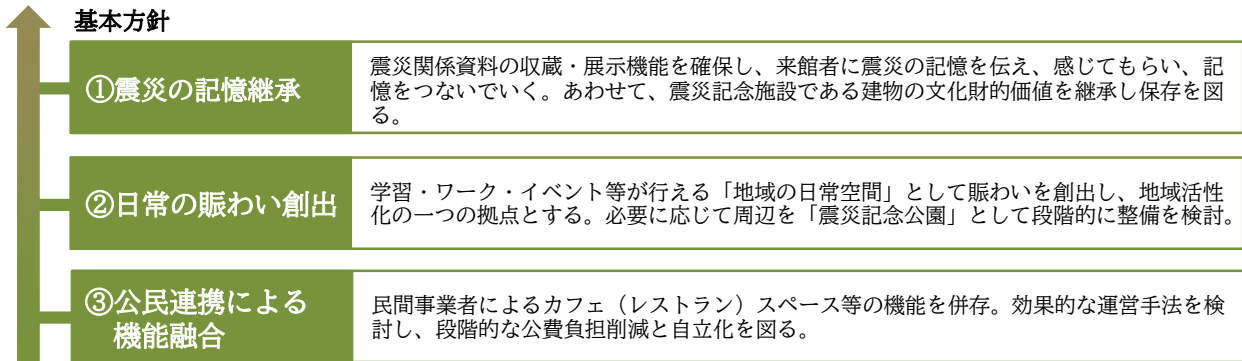 基本方針
①震災の記憶継承
震災関係資料の収蔵・展示機能を確保し、来館者に震災の記憶を伝え、感じてもらい、記
憶をつないでいく。あわせて、震災記念施設である建物の文化財的価値を継承し保存を図
る。
②日常の賑わい創出
学習・ワーク・イベント等が行える「地域の日常空間」として賑わいを創出し、地域活性
化の一つの拠点とする。必要に応じて周辺を「震災記念公園」として段階的に整備を検討。
③公民連携による
機能融合
民間事業者によるカフェ（レストラン）スペース等の機能を併存。効果的な運営手法を検
討し、段階的な公費負担削減と自立化を図る。